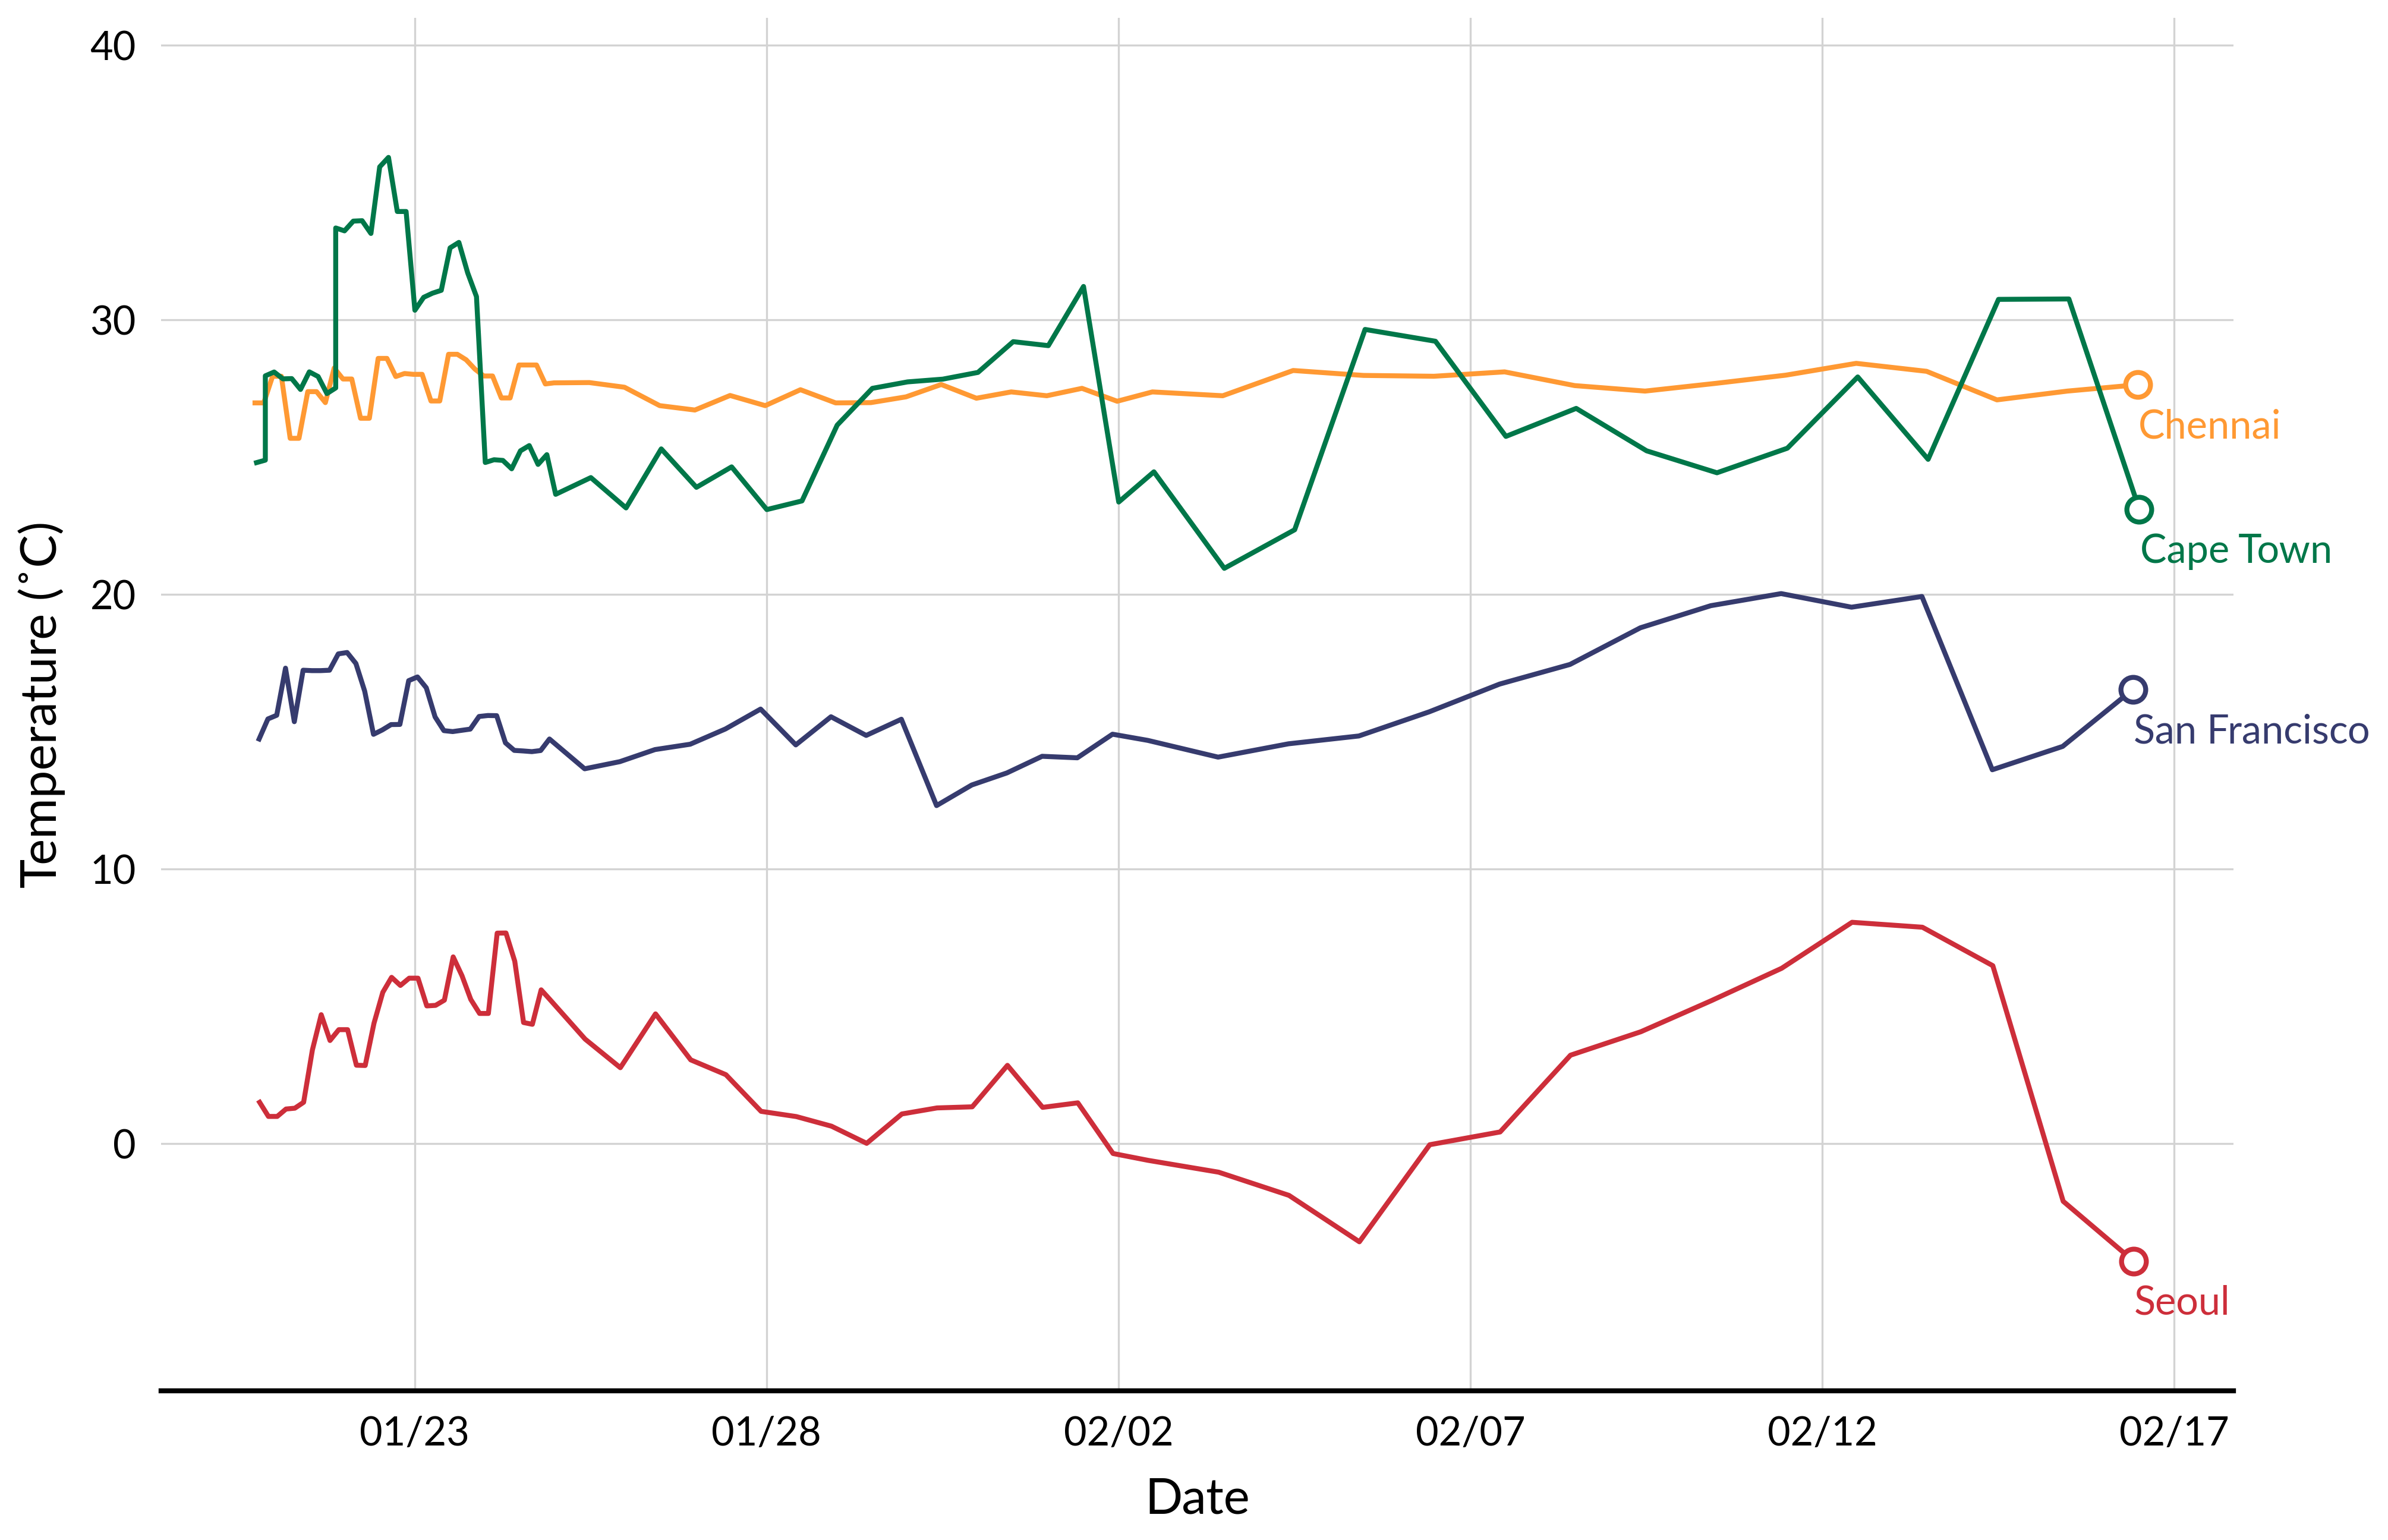 40
30
20
10
0
Temperature (˚C)
Chennai
Cape Town
San Francisco
Seoul
01/23
01/28
02/02
02/07
02/12
02/17
Date